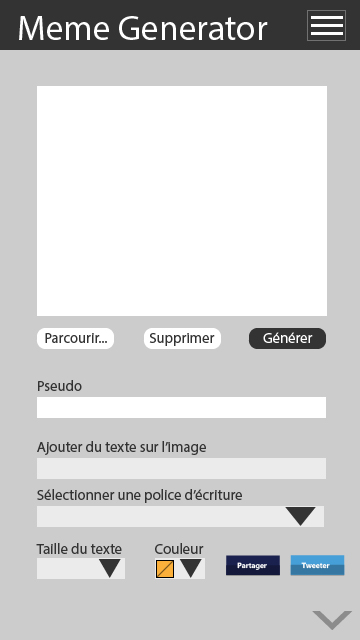 Meme Generator
Parcourir... Supprimer Générer
Pseudo
Ajouter du texte sur l'image
Sélectionner une police d'écriture
Taille du texte Couleur
Partager Tweeter